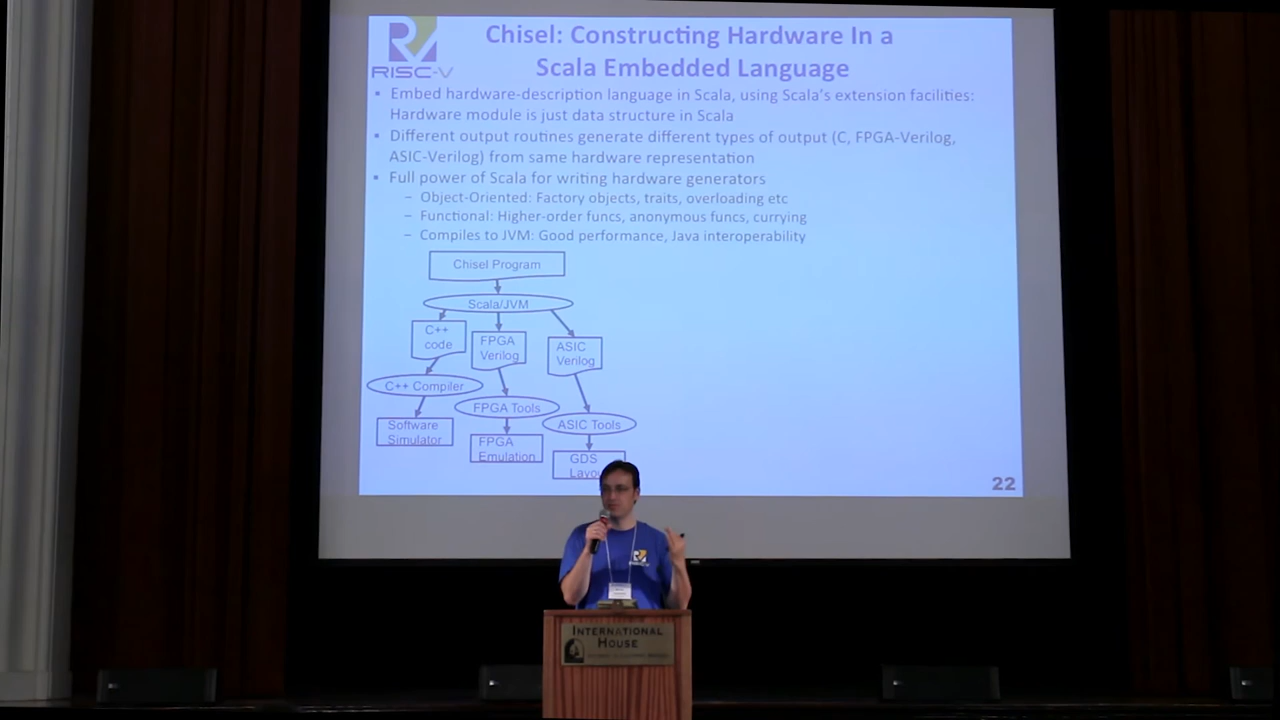 RISC-V
Chisel: Constructing Hardware In a
Scala Embedded Language
▪ Embed hardware-description language in Scala, using Scala's extension facilities:
Hardware module is just data structure in Scala
▪ Different output routines generate different types of output (C, FPGA-Verilog,
ASIC-Verilog) from same hardware representation
▪ Full power of Scala for writing hardware generators
– Object-Oriented: Factory objects, traits, overloading etc
– Functional: Higher-order funcs, anonymous funcs, currying
– Compiles to JVM: Good performance, Java interoperability
Chisel Program
Scala/JVM
C++
code
FPGA
Verilog
ASIC
Verilog
C++ Compiler
FPGA Tools
ASIC Tools
Software
Simulator
FPGA
Emulation
GDS
22
INTERNATIONAL
HOUSE